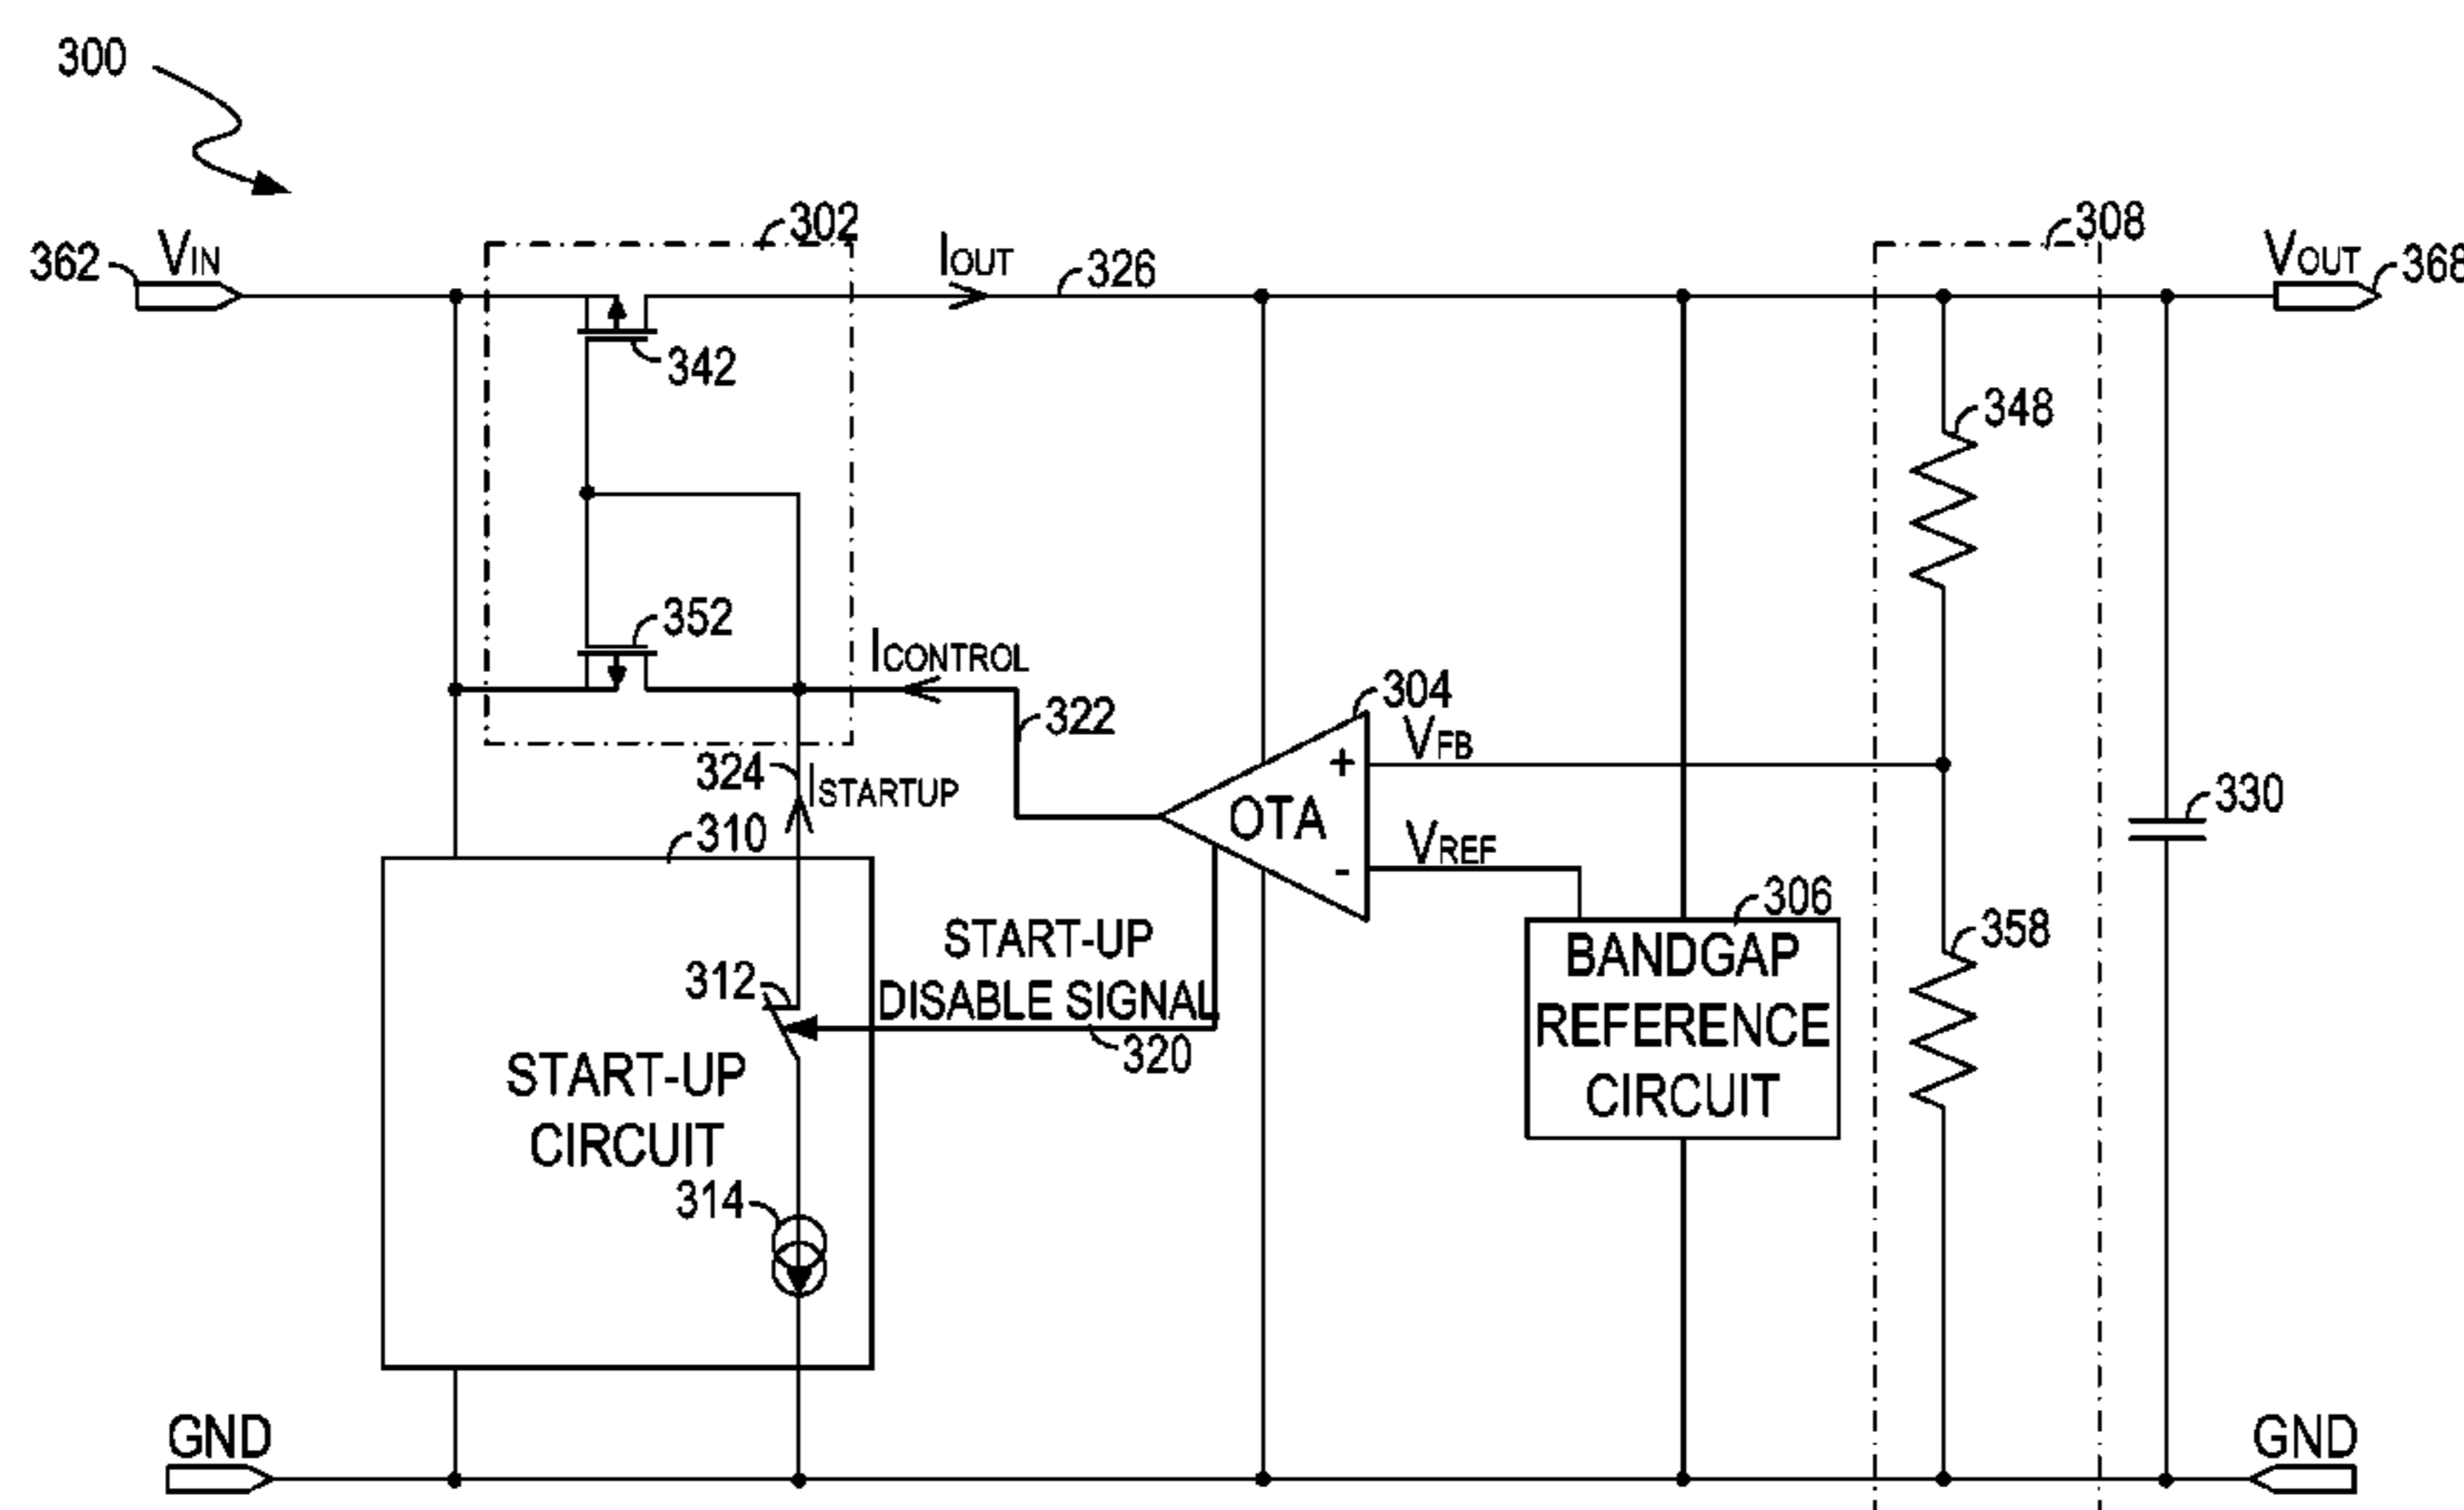 300
302
308
362
VIN
IOUT
326
VOUT
368
342
348
352
ICONTROL
322
304
VFB
+
324
ISTARTUP
OTA
330
310
VREF
-
306
358
START-UP
DISABLE SIGNAL
320
312
BANDGAP
REFERENCE
CIRCUIT
START-UP
CIRCUIT
314
GND
GND